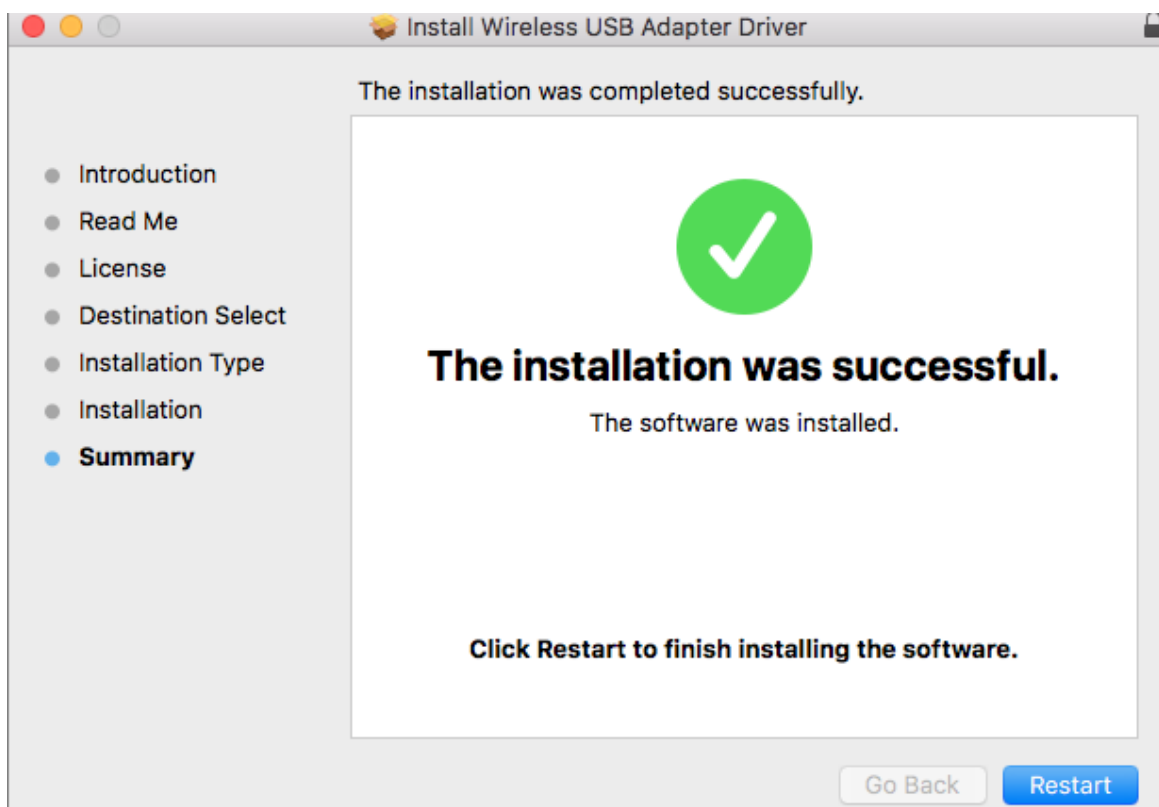 Install Wireless USB Adapter Driver
The installation was completed successfully.
Introduction
Read Me
License
Destination Select
Installation Type
Installation
Summary
The installation was successful.
The software was installed.
Click Restart to finish installing the software.
Go Back
Restart